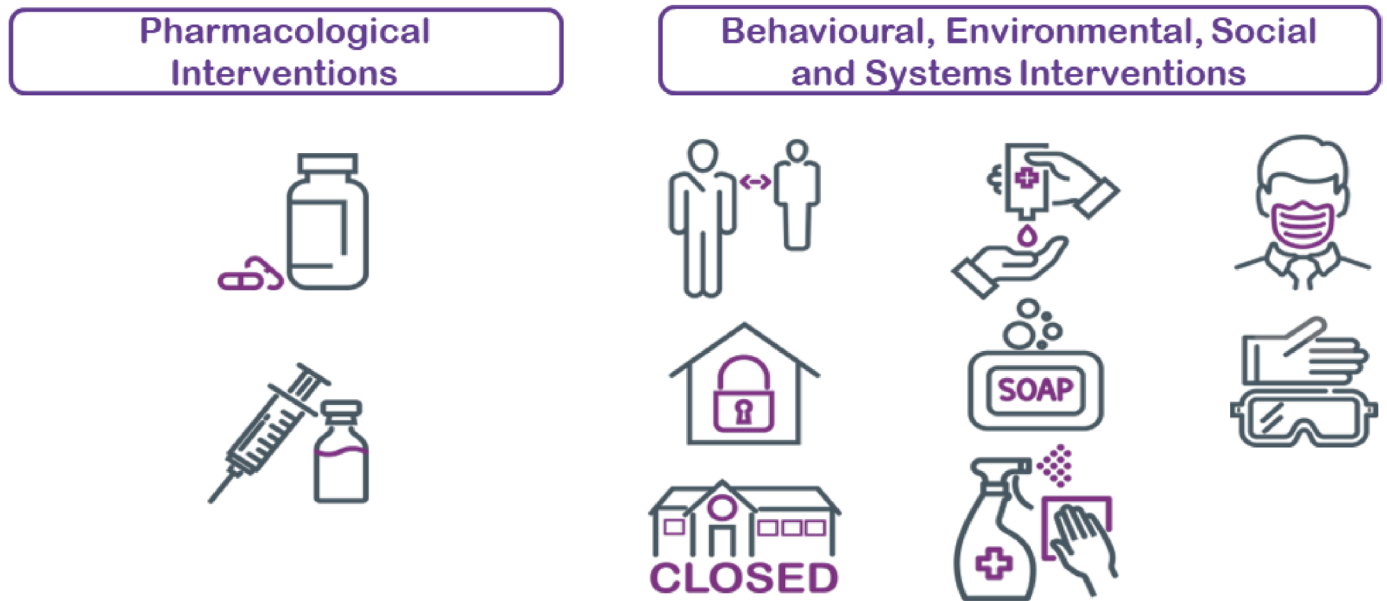 Pharmacological
Interventions
Behavioural, Environmental, Social
and Systems Interventions
SOAP
CLOSED